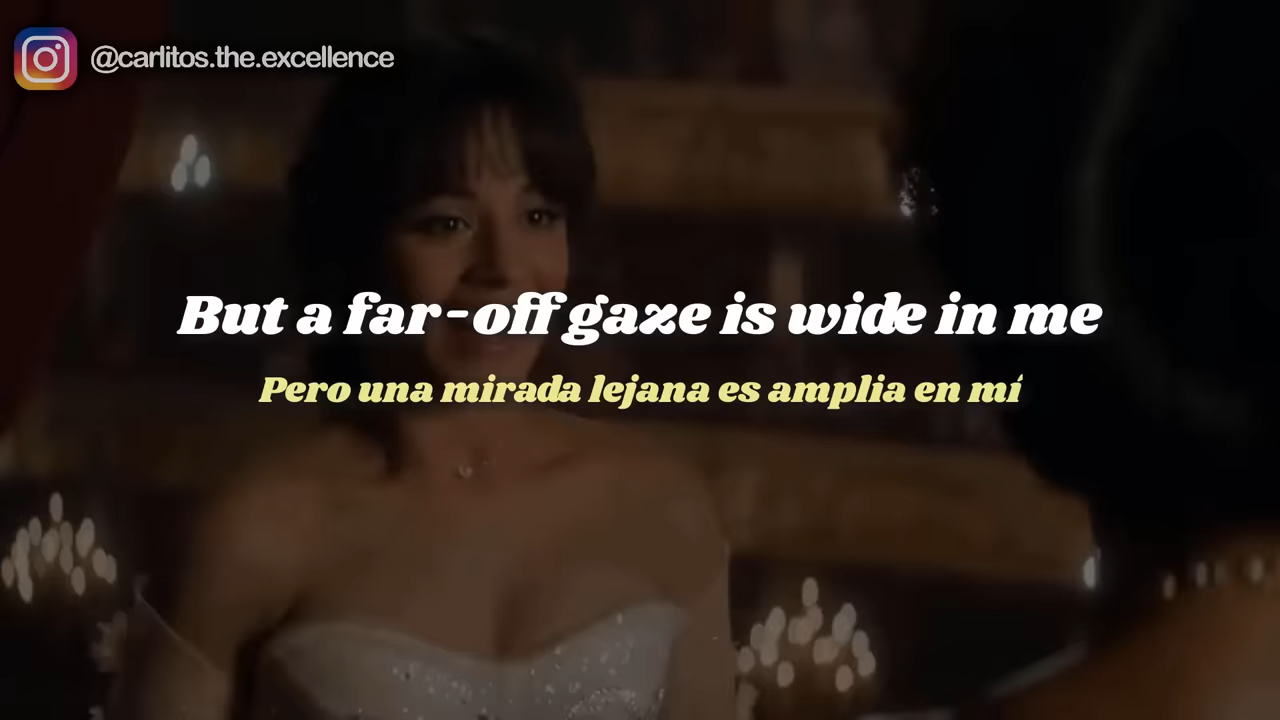 @carlitos.the.excellence
But a far-off gaze is wide in me
Pero una mirada lejana es amplia en mí